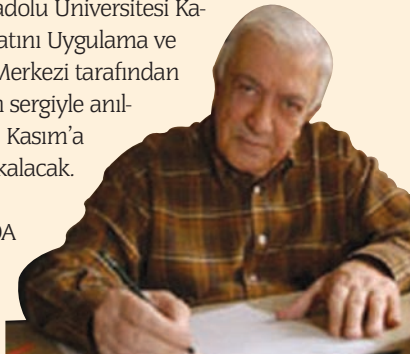 adolu Üniversitesi Ka-
atını Uygulama ve
Merkezi tarafından
n sergiyle anıl-
Kasım’a
kalacak.
DA